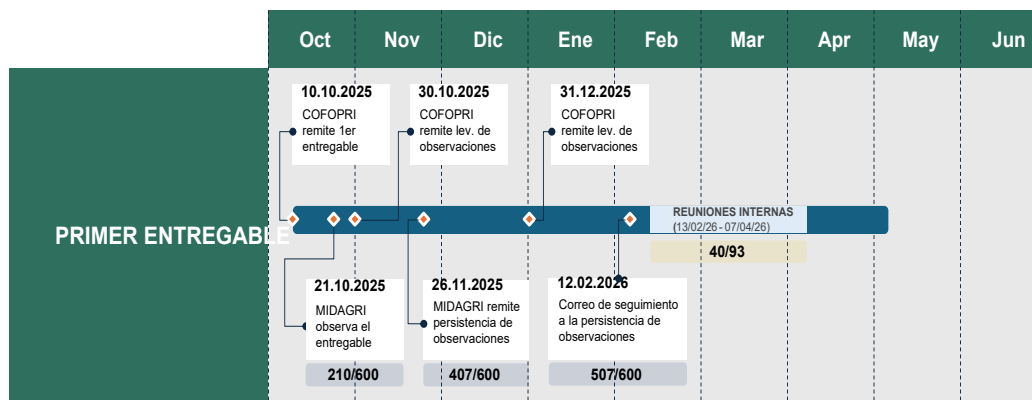 Oct Nov Dic Ene Feb Mar Apr May Jun
10.10.2025
COFOPRI
remite 1er
entregable
30.10.2025
COFOPRI
remite lev. de
observaciones
31.12.2025
COFOPRI
remite lev. de
observaciones
PRIMER ENTREGABLE
REUNIONES INTERNAS
(13/02/26 - 07/04/26)
40/93
21.10.2025
MIDAGRI
observa el
entregable
210/600
26.11.2025
MIDAGRI remite
persistencia de
observaciones
407/600
12.02.2026
Correo de seguimiento
a la persistencia de
observaciones
507/600